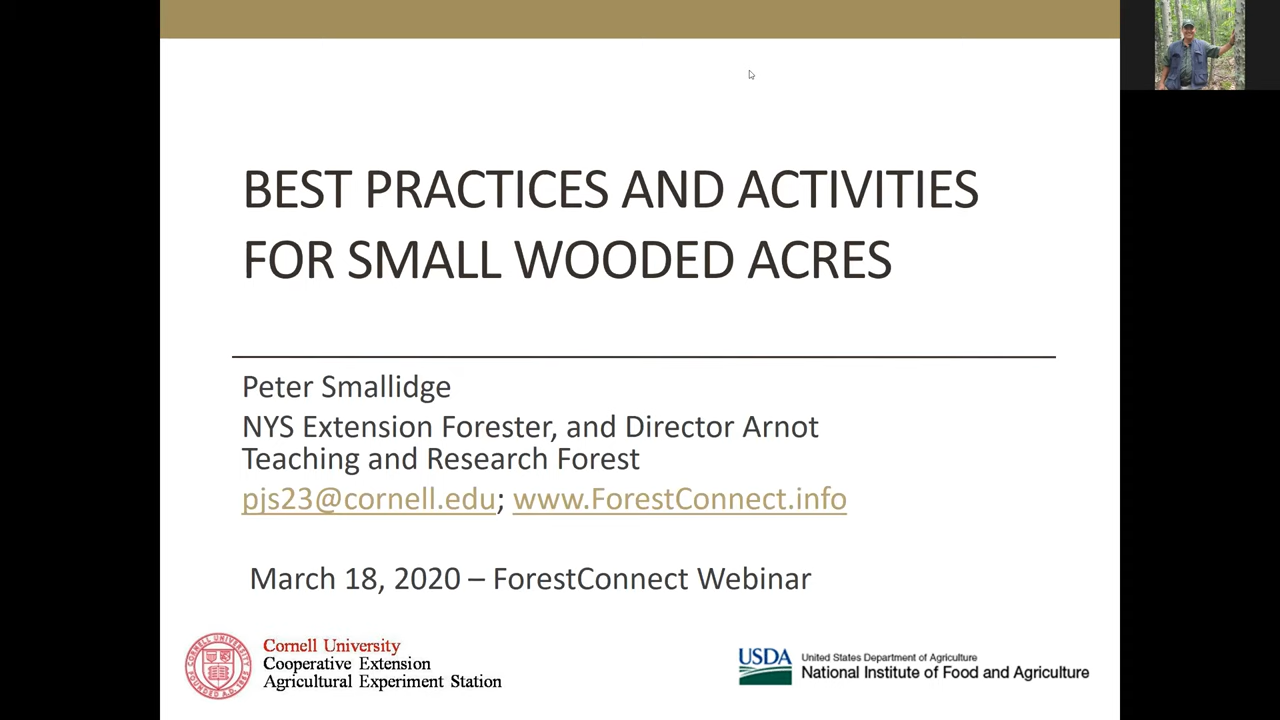 BEST PRACTICES AND ACTIVITIES
FOR SMALL WOODED ACRES
Peter Smallidge
NYS Extension Forester, and Director Arnot
Teaching and Research Forest
pjs23@cornell.edu; www.ForestConnect.info
March 18, 2020 – ForestConnect Webinar
Cornell University
Cooperative Extension
Agricultural Experiment Station
USDA
United States Department of Agriculture
National Institute of Food and Agriculture